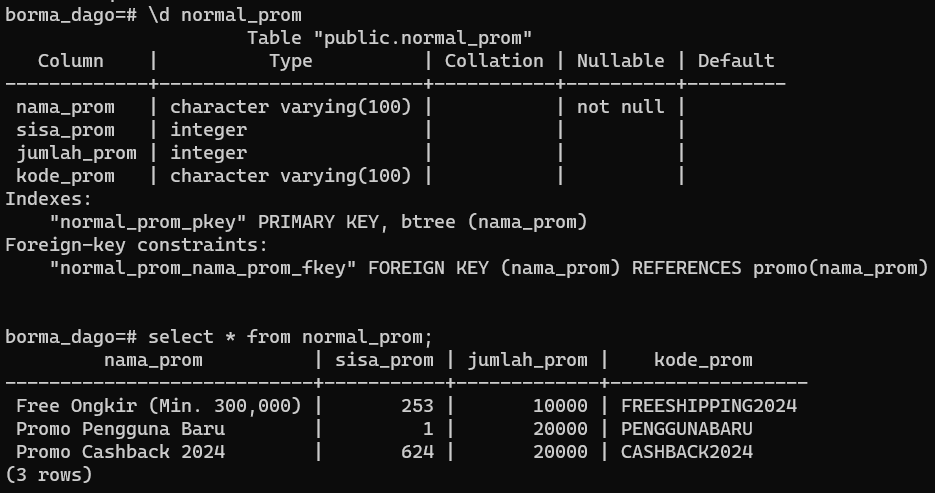 borma_dago=# \d normal_prom
                      Table "public.normal_prom"
   Column    |          Type          | Collation | Nullable | Default
-------------+------------------------+-----------+----------+---------
 nama_prom   | character varying(100) |           | not null |
 sisa_prom   | integer                |           |          |
 jumlah_prom | integer                |           |          |
 kode_prom   | character varying(100) |           |          |
Indexes:
    "normal_prom_pkey" PRIMARY KEY, btree (nama_prom)
Foreign-key constraints:
    "normal_prom_nama_prom_fkey" FOREIGN KEY (nama_prom) REFERENCES promo(nama_prom)
borma_dago=# select * from normal_prom;
         nama_prom          | sisa_prom | jumlah_prom |    kode_prom
----------------------------+-----------+-------------+------------------
 Free Ongkir (Min. 300,000) |       253 |       10000 | FREESHIPPING2024
 Promo Pengguna Baru        |         1 |       20000 | PENGGUNABARU
 Promo Cashback 2024        |       624 |       20000 | CASHBACK2024
(3 rows)